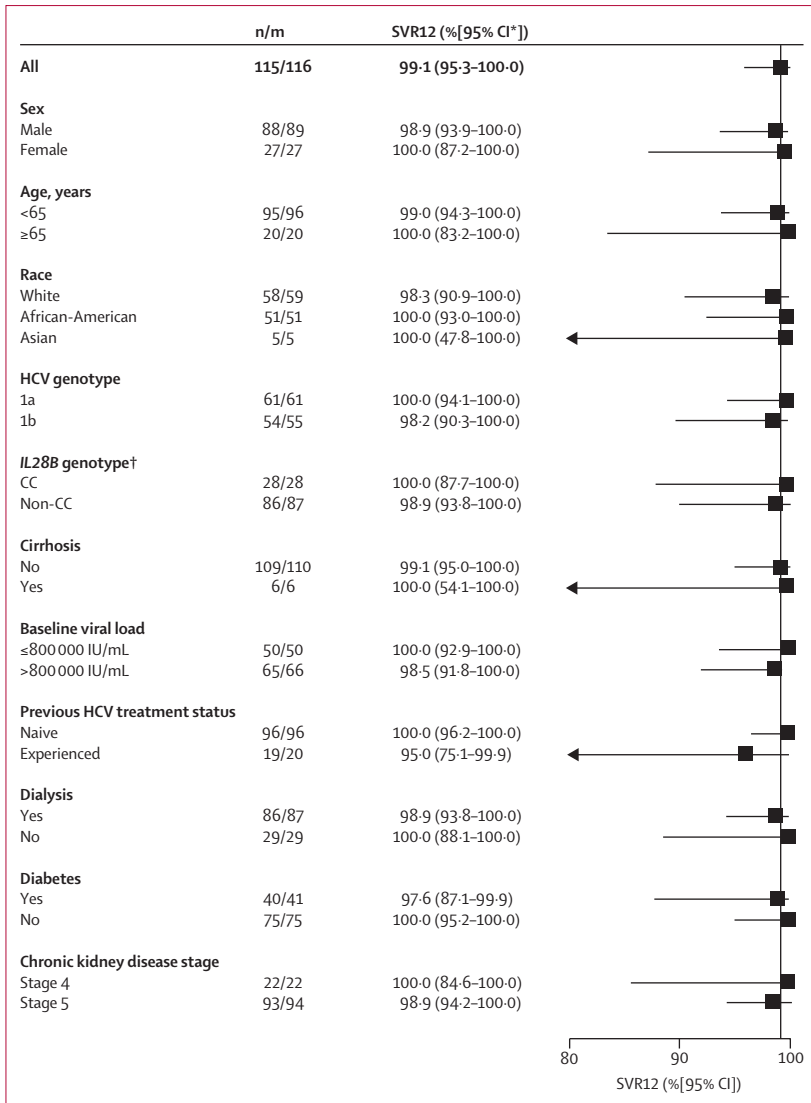 n/m SVR12 (%[95% CI*])
All 115/116 99·1 (95·3–100·0)
Sex
Male 88/89 98·9 (93·9–100·0)
Female 27/27 100·0 (87·2–100·0)
Age, years
<65 95/96 99·0 (94·3–100·0)
≥65 20/20 100·0 (83·2–100·0)
Race
White 58/59 98·3 (90·9–100·0)
African-American 51/51 100·0 (93·0–100·0)
Asian 5/5 100·0 (47·8–100·0)
HCV genotype
1a 61/61 100·0 (94·1–100·0)
1b 54/55 98·2 (90·3–100·0)
IL28B genotype†
CC 28/28 100·0 (87·7–100·0)
Non-CC 86/87 98·9 (93·8–100·0)
Cirrhosis
No 109/110 99·1 (95·0–100·0)
Yes 6/6 100·0 (54·1–100·0)
Baseline viral load
≤800 000 IU/mL 50/50 100·0 (92·9–100·0)
>800 000 IU/mL 65/66 98·5 (91·8–100·0)
Previous HCV treatment status
Naive 96/96 100·0 (96·2–100·0)
Experienced 19/20 95·0 (75·1–99·9)
Dialysis
Yes 86/87 98·9 (93·8–100·0)
No 29/29 100·0 (88·1–100·0)
Diabetes
Yes 40/41 97·6 (87·1–99·9)
No 75/75 100·0 (95·2–100·0)
Chronic kidney disease stage
Stage 4 22/22 100·0 (84·6–100·0)
Stage 5 93/94 98·9 (94·2–100·0)
80 90 100
SVR12 (%[95% CI])